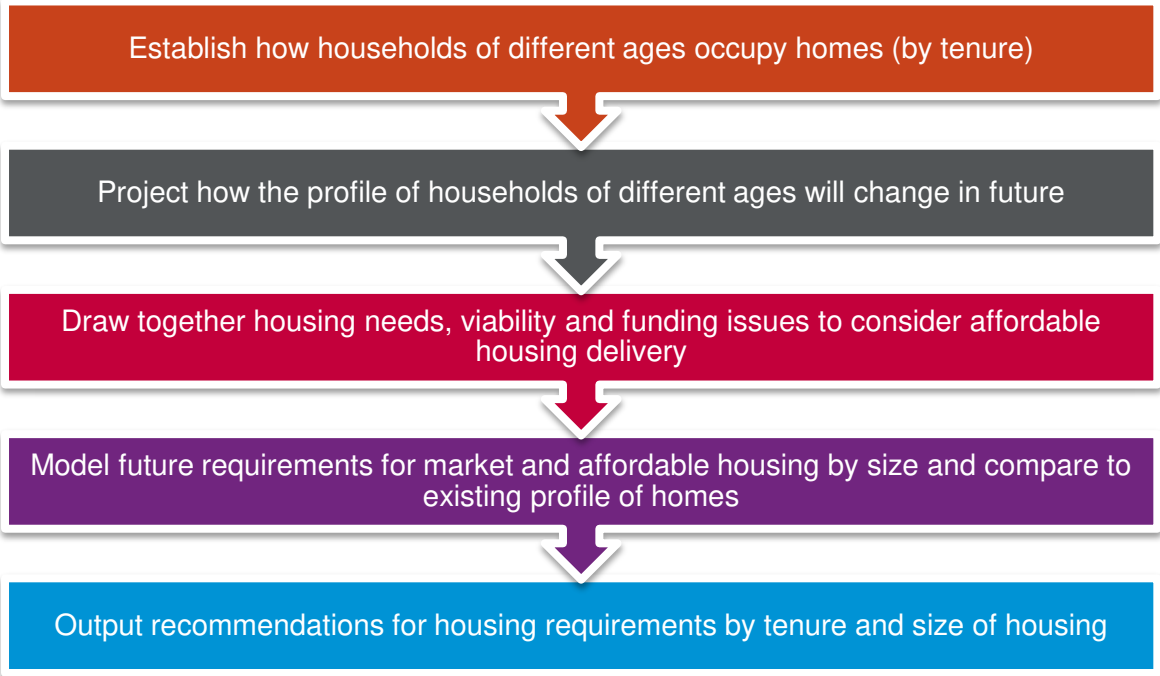 Establish how households of different ages occupy homes (by tenure)
Project how the profile of households of different ages will change in future
Draw together housing needs, viability and funding issues to consider affordable
housing delivery
Model future requirements for market and affordable housing by size and compare to
existing profile of homes
Output recommendations for housing requirements by tenure and size of housing